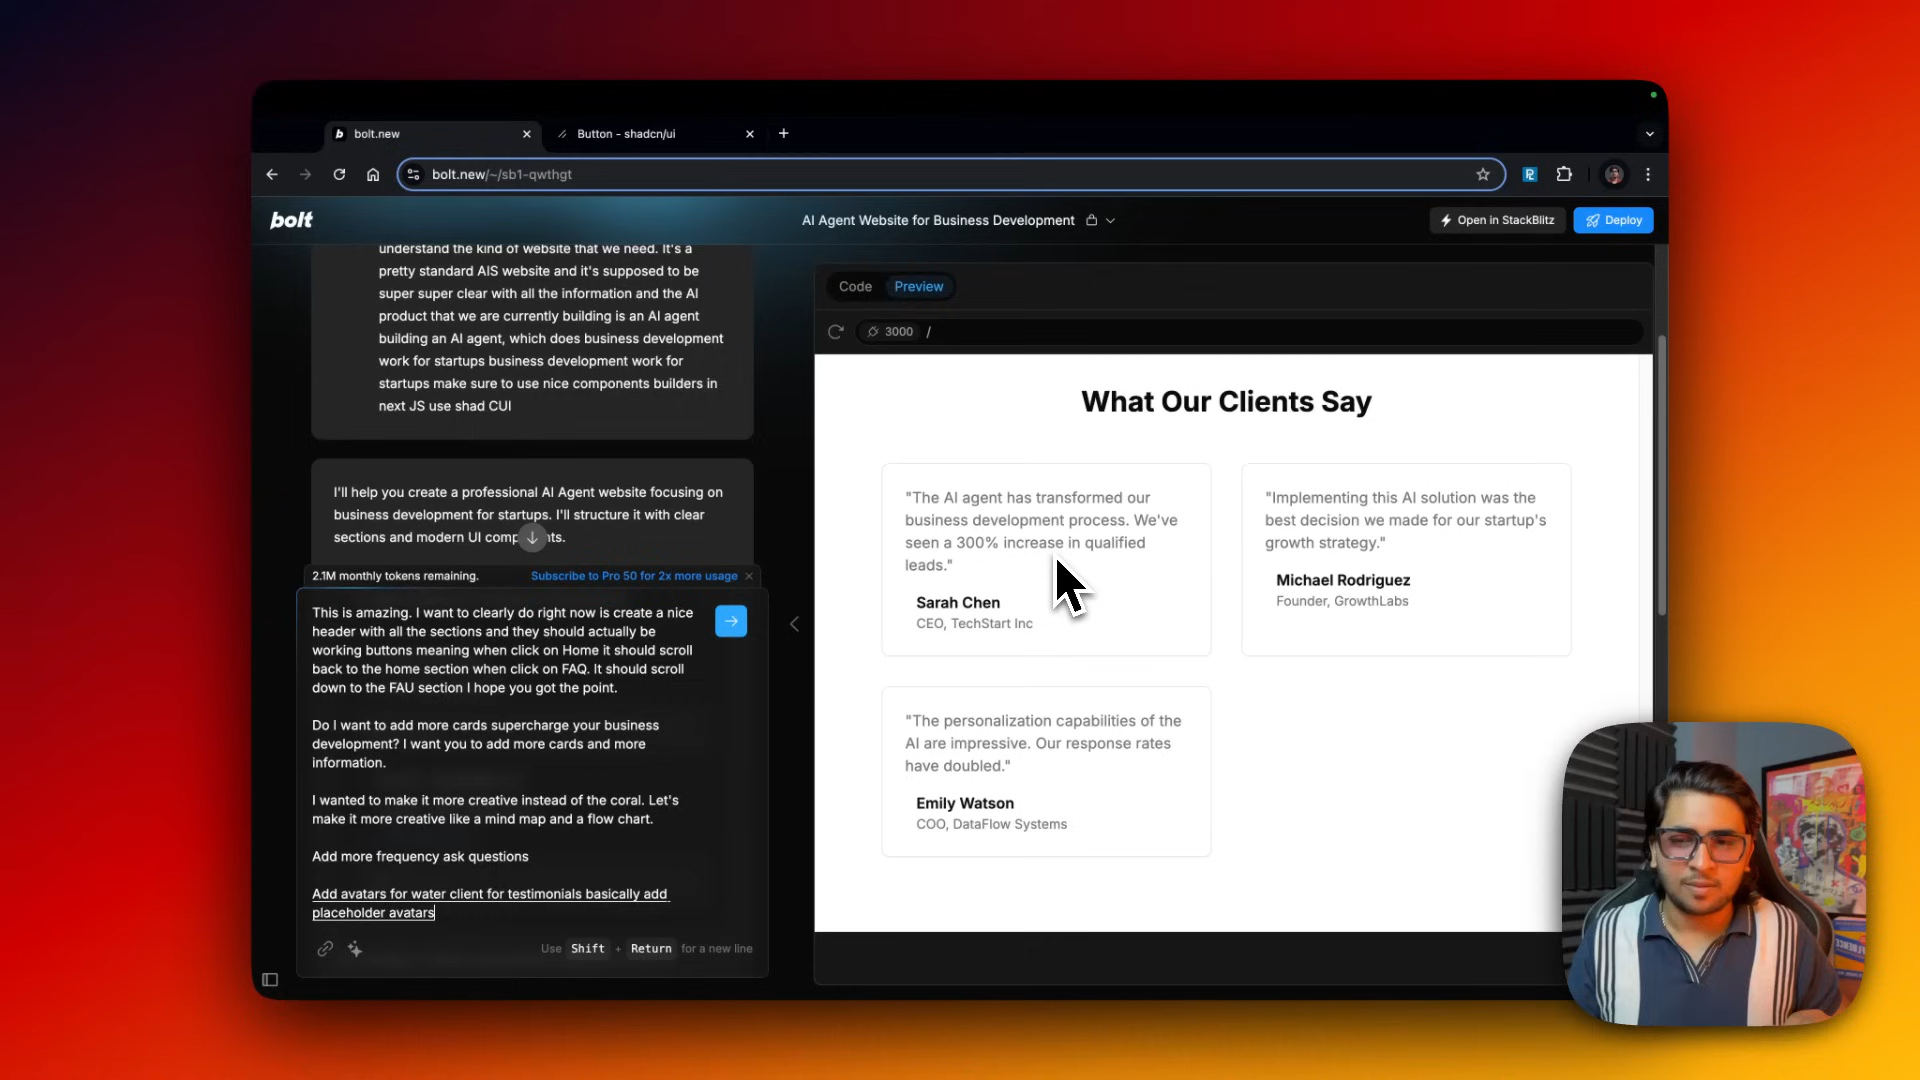 bolt.new
Button - shadcn/ui
bolt.new/~/sb1-qwthgt
bolt
AI Agent Website for Business Development
Open in StackBlitz
Deploy
understand the kind of website that we need. It's a
pretty standard AIS website and it's supposed to be
super super clear with all the information and the AI
product that we are currently building is an AI agent
building an AI agent, which does business development
work for startups business development work for
startups make sure to use nice components builders in
next JS use shad CUI
I'll help you create a professional AI Agent website focusing on
business development for startups. I'll structure it with clear
sections and modern UI comp nts.
2.1M monthly tokens remaining.
Subscribe to Pro 50 for 2x more usage
This is amazing. I want to clearly do right now is create a nice
header with all the sections and they should actually be
working buttons meaning when click on Home it should scroll
back to the home section when click on FAQ. It should scroll
down to the FAU section I hope you got the point.
Do I want to add more cards supercharge your business
development? I want you to add more cards and more
information.
I wanted to make it more creative instead of the coral. Let's
make it more creative like a mind map and a flow chart.
Add more frequency ask questions
Add avatars for water client for testimonials basically add
placeholder avatars
Use Shift + Return for a new line
Code
Preview
3000 /
What Our Clients Say
"The AI agent has transformed our
business development process. We've
seen a 300% increase in qualified
leads."
Sarah Chen
CEO, TechStart Inc
"Implementing this AI solution was the
best decision we made for our startup's
growth strategy."
Michael Rodriguez
Founder, GrowthLabs
"The personalization capabilities of the
AI are impressive. Our response rates
have doubled."
Emily Watson
COO, DataFlow Systems